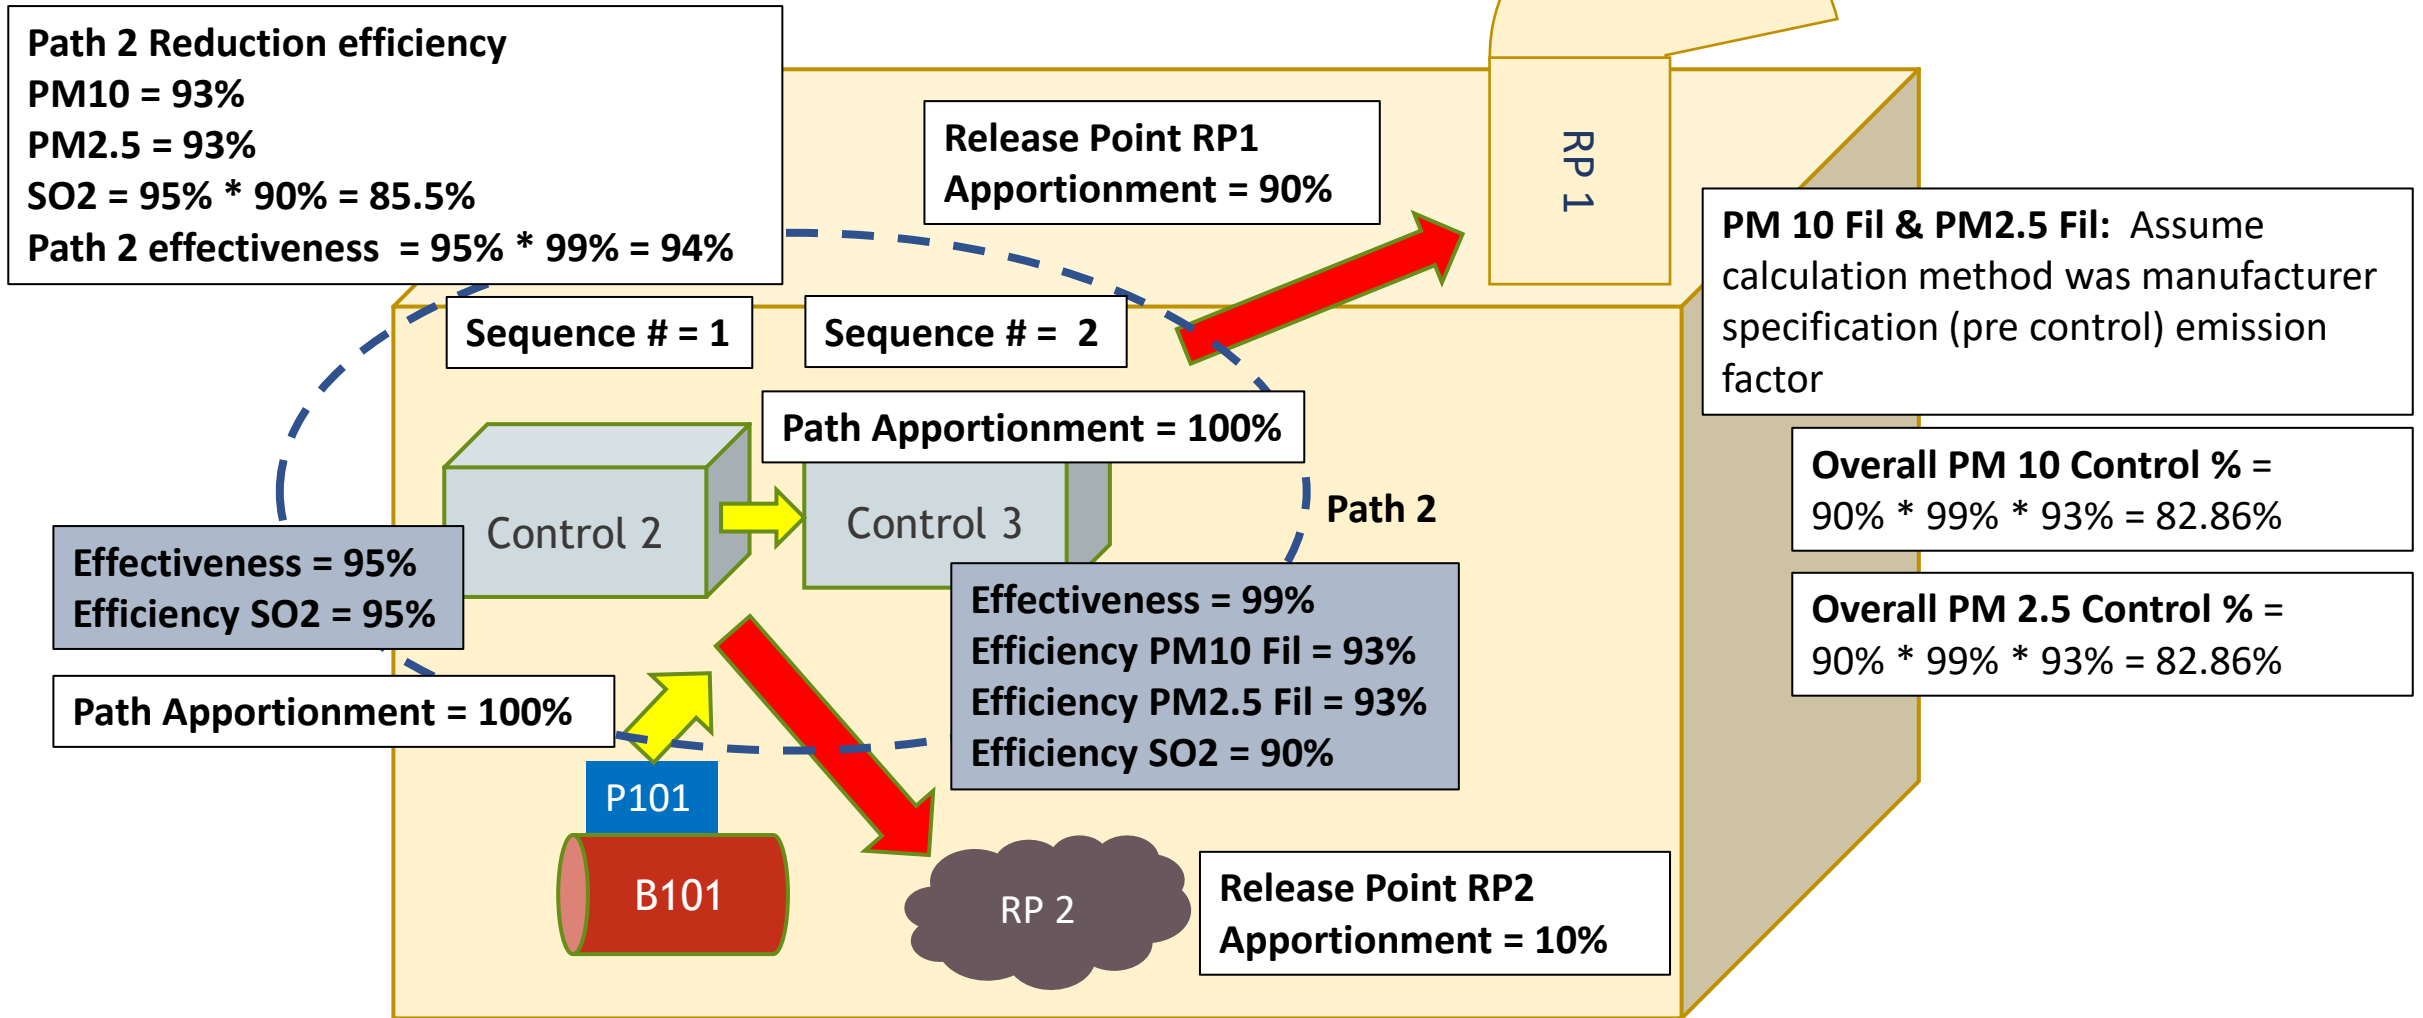 Path 2 Reduction efficiency
PM10 = 93%
PM2.5 = 93%
SO2 = 95% * 90% = 85.5%
Path 2 effectiveness  = 95% * 99% = 94%
Release Point RP1
Apportionment = 90%
RP 1
PM 10 Fil & PM2.5 Fil:  Assume
calculation method was manufacturer
specification (pre control) emission
factor
Sequence # = 1
Sequence # =  2
Path Apportionment = 100%
Overall PM 10 Control % =
90% * 99% * 93% = 82.86%
Control 2
Control 3
Path 2
Effectiveness = 95%
Efficiency SO2 = 95%
Effectiveness = 99%
Efficiency PM10 Fil = 93%
Efficiency PM2.5 Fil = 93%
Efficiency SO2 = 90%
Overall PM 2.5 Control % =
90% * 99% * 93% = 82.86%
Path Apportionment = 100%
P101
B101
RP 2
Release Point RP2
Apportionment = 10%